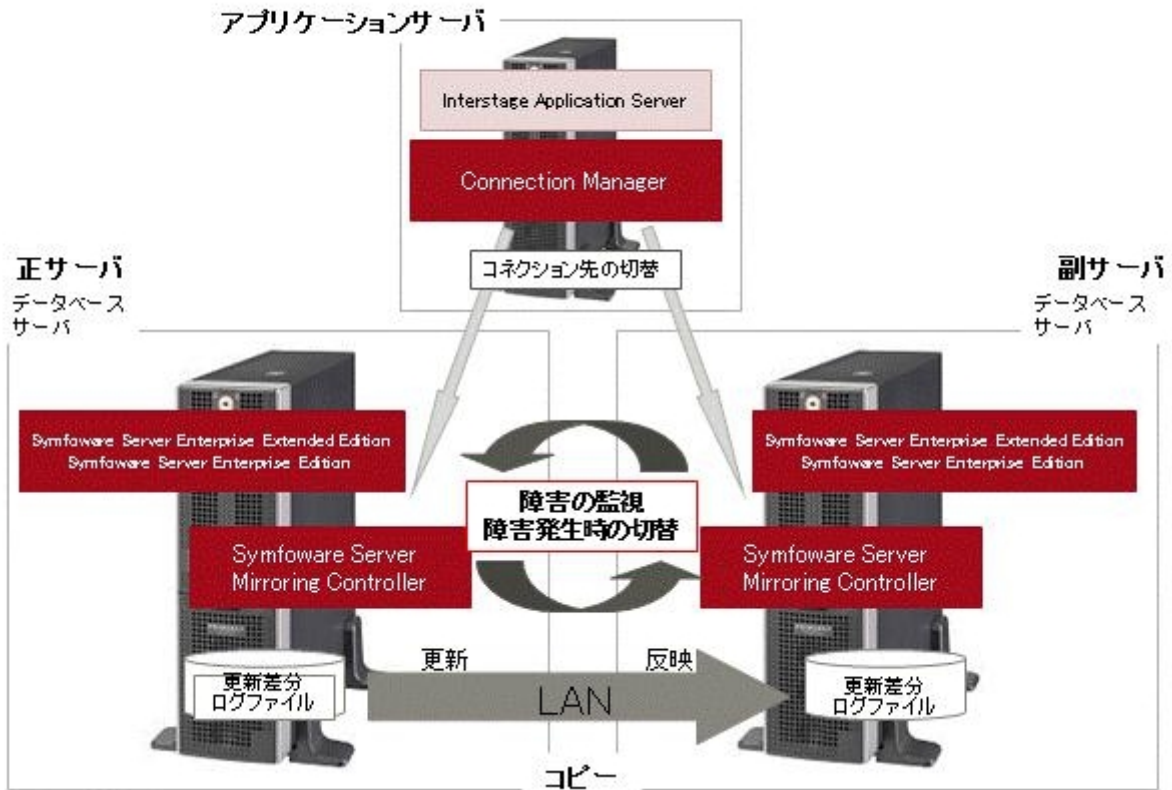 アプリケーションサーバ
Interstage Application Server
Connection Manager
コネクション先の切替
正サーバ
データベース
サーバ
副サーバ
データベース
サーバ
Symfoware Server Enterprise Extended Edition
Symfoware Server Enterprise Edition
Symfoware Server Enterprise Extended Edition
Symfoware Server Enterprise Edition
障害の監視
障害発生時の切替
Symfoware Server
Mirroring Controller
Symfoware Server
Mirroring Controller
更新
反映
LAN
更新差分
ログファイル
更新差分
ログファイル
コピー